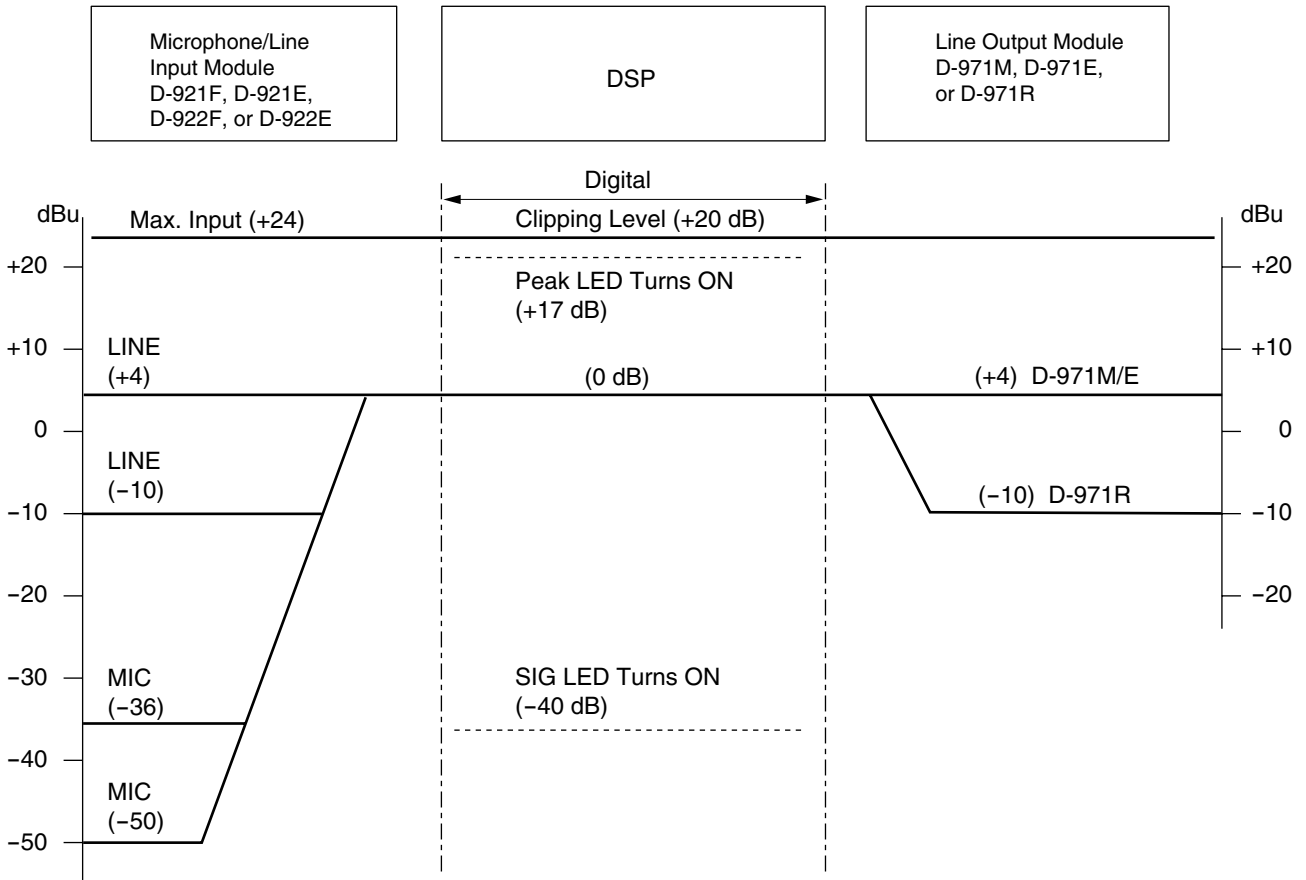 Microphone/Line
Input Module
D-921F, D-921E,
D-922F, or D-922E
DSP
Line Output Module
D-971M, D-971E,
or D-971R
Digital
dBu
Max. Input (+24)
Clipping Level (+20 dB)
dBu
+20
Peak LED Turns ON
(+17 dB)
+20
+10
LINE
(+4)
(0 dB)
(+4) D-971M/E
+10
0
LINE
(−10)
(−10) D-971R
0
−10
−10
−20
−20
−30
MIC
(−36)
SIG LED Turns ON
(−40 dB)
−40
MIC
(−50)
−50